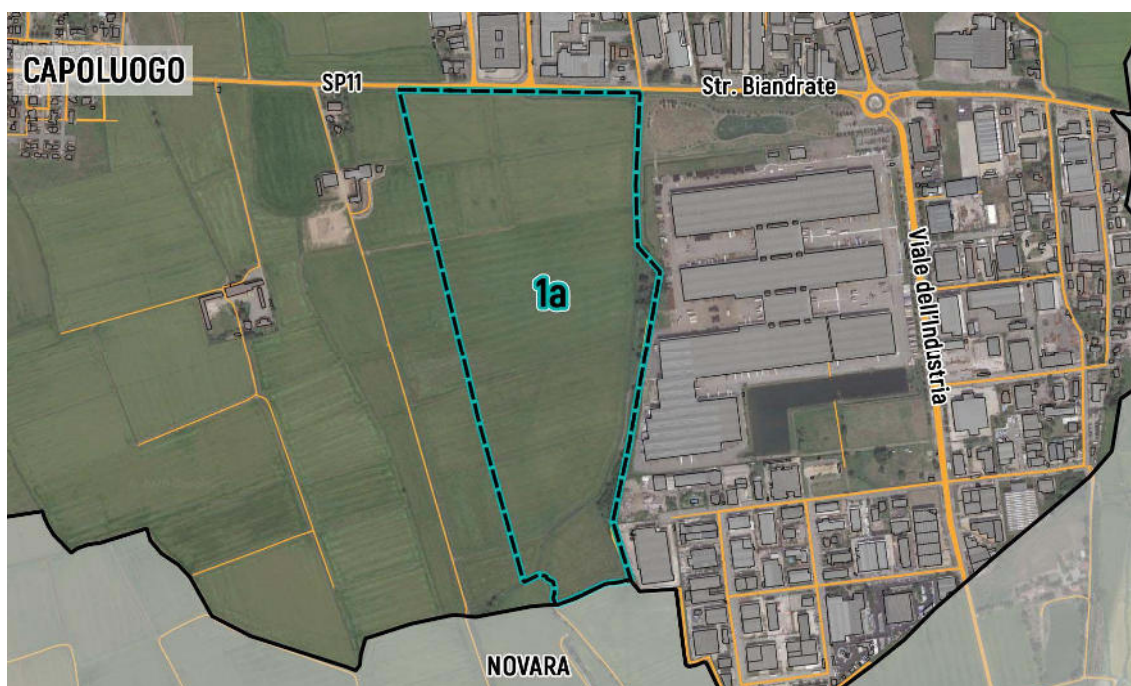 CAPOLUOGO
SP11
Str. Biandrate
1a
Viale dell'Industria
NOVARA